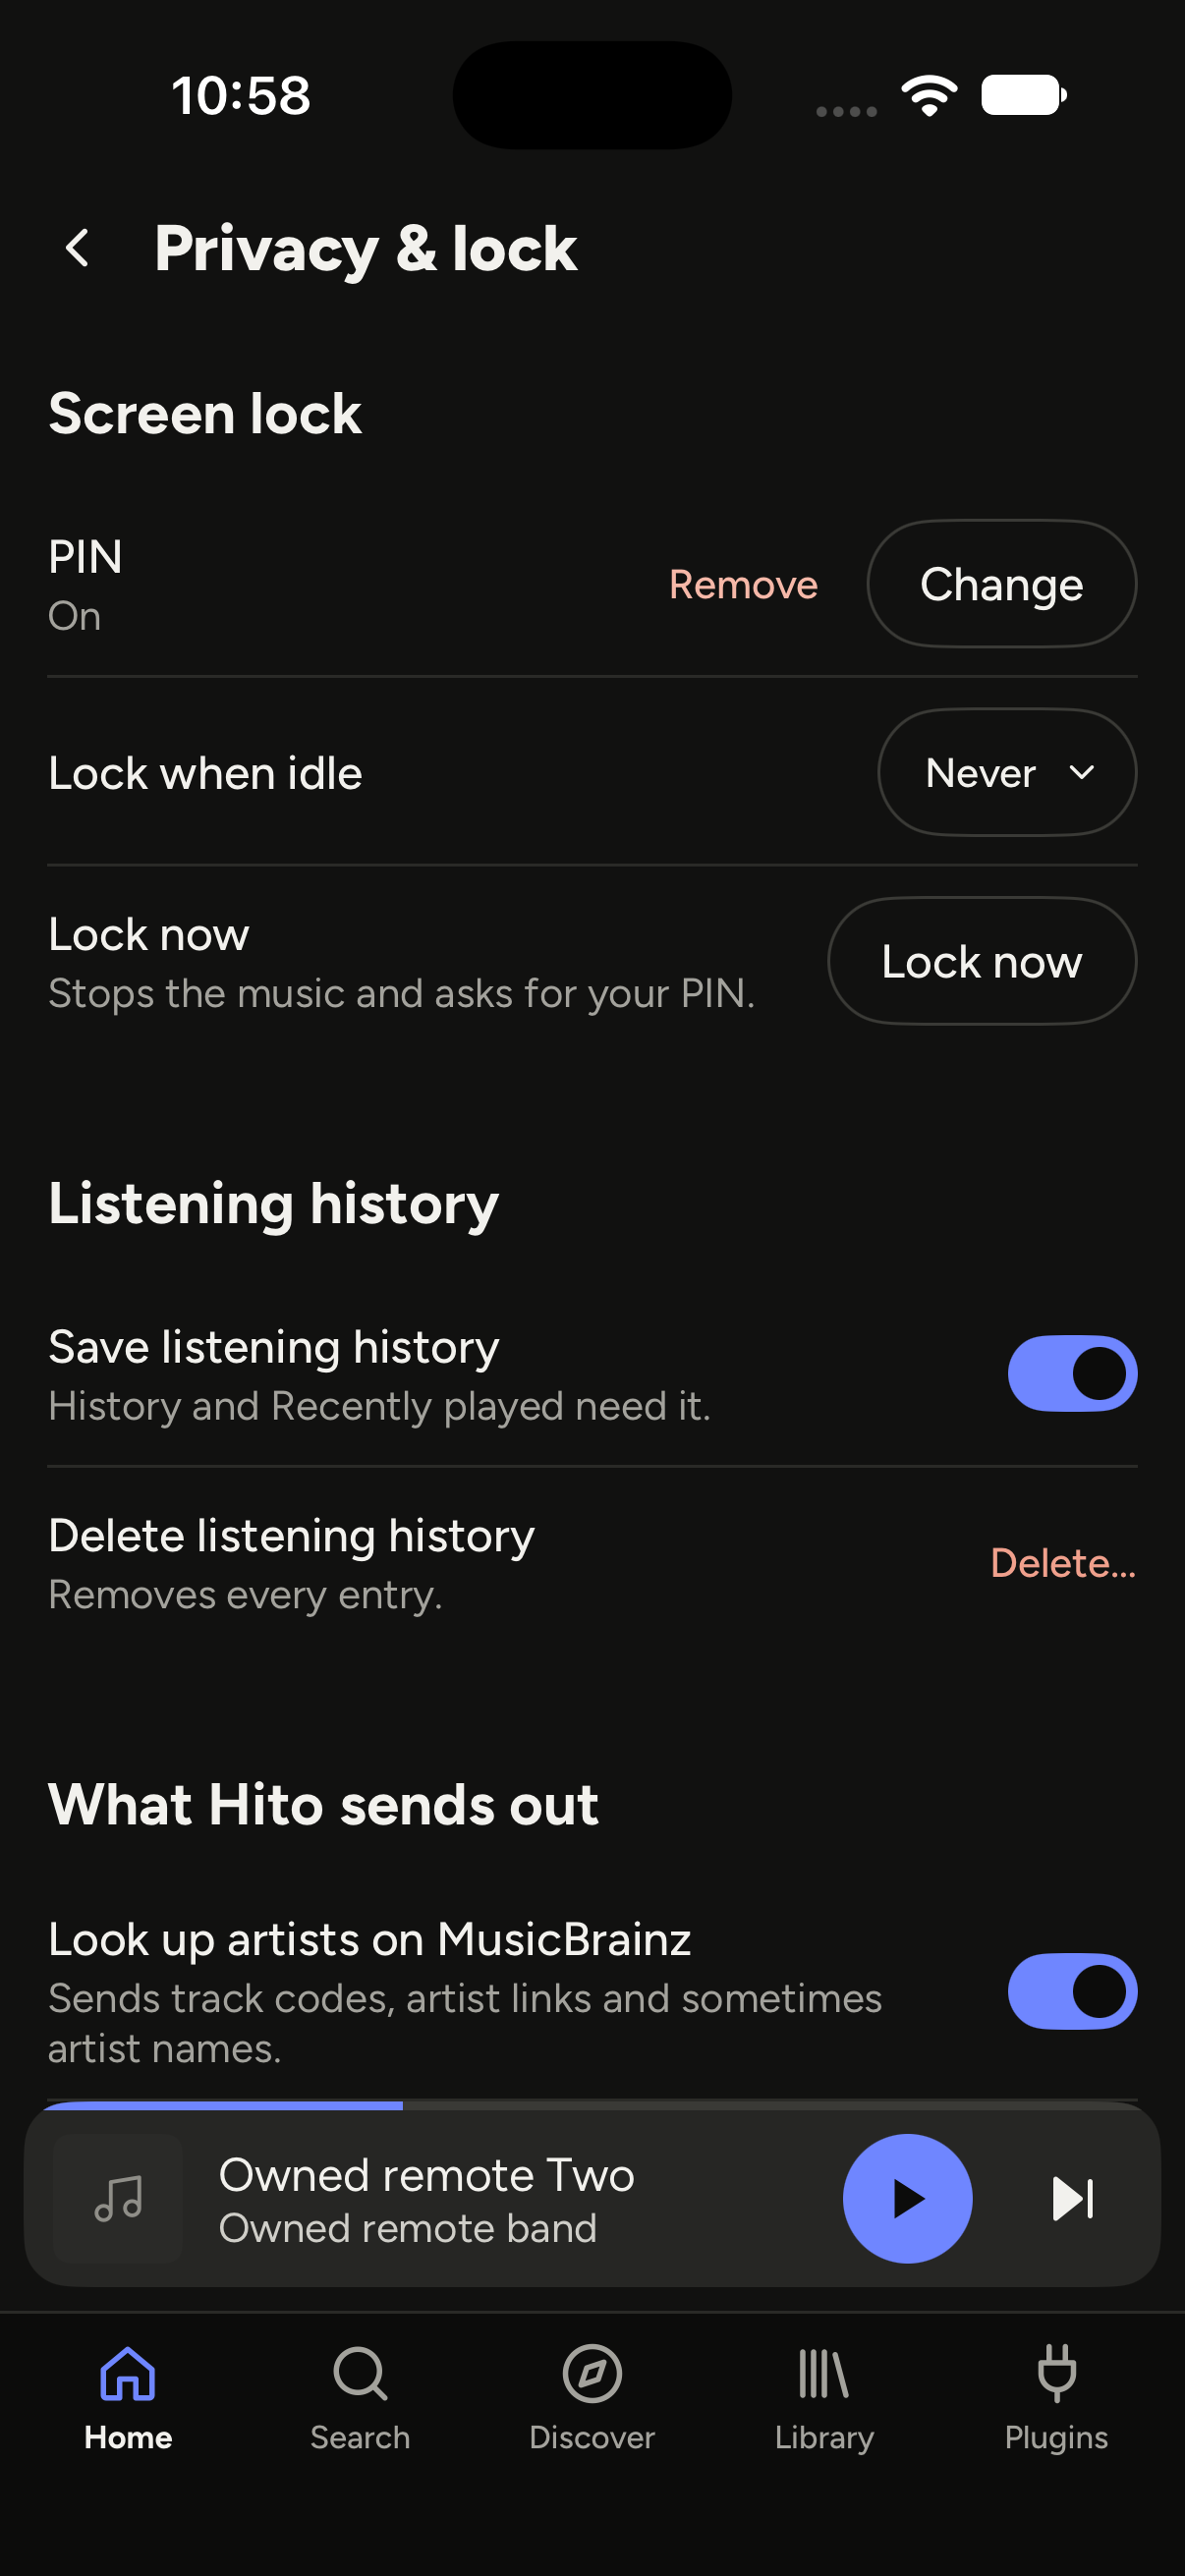 10:58
Privacy & lock
Screen lock
PIN
On
Remove
Change
Lock when idle
Never
Lock now
Stops the music and asks for your PIN.
Lock now
Listening history
Save listening history
History and Recently played need it.
Delete listening history
Removes every entry.
Delete...
What Hito sends out
Look up artists on MusicBrainz
Sends track codes, artist links and sometimes
artist names.
Owned remote Two
Owned remote band
Home
Search
Discover
Library
Plugins